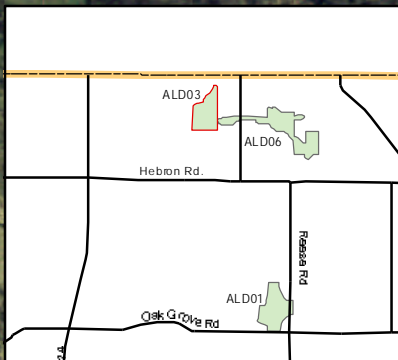 ALD03
ALD06
Hebron Rd.
Reese Rd
ALD01
Oak Grove Rd